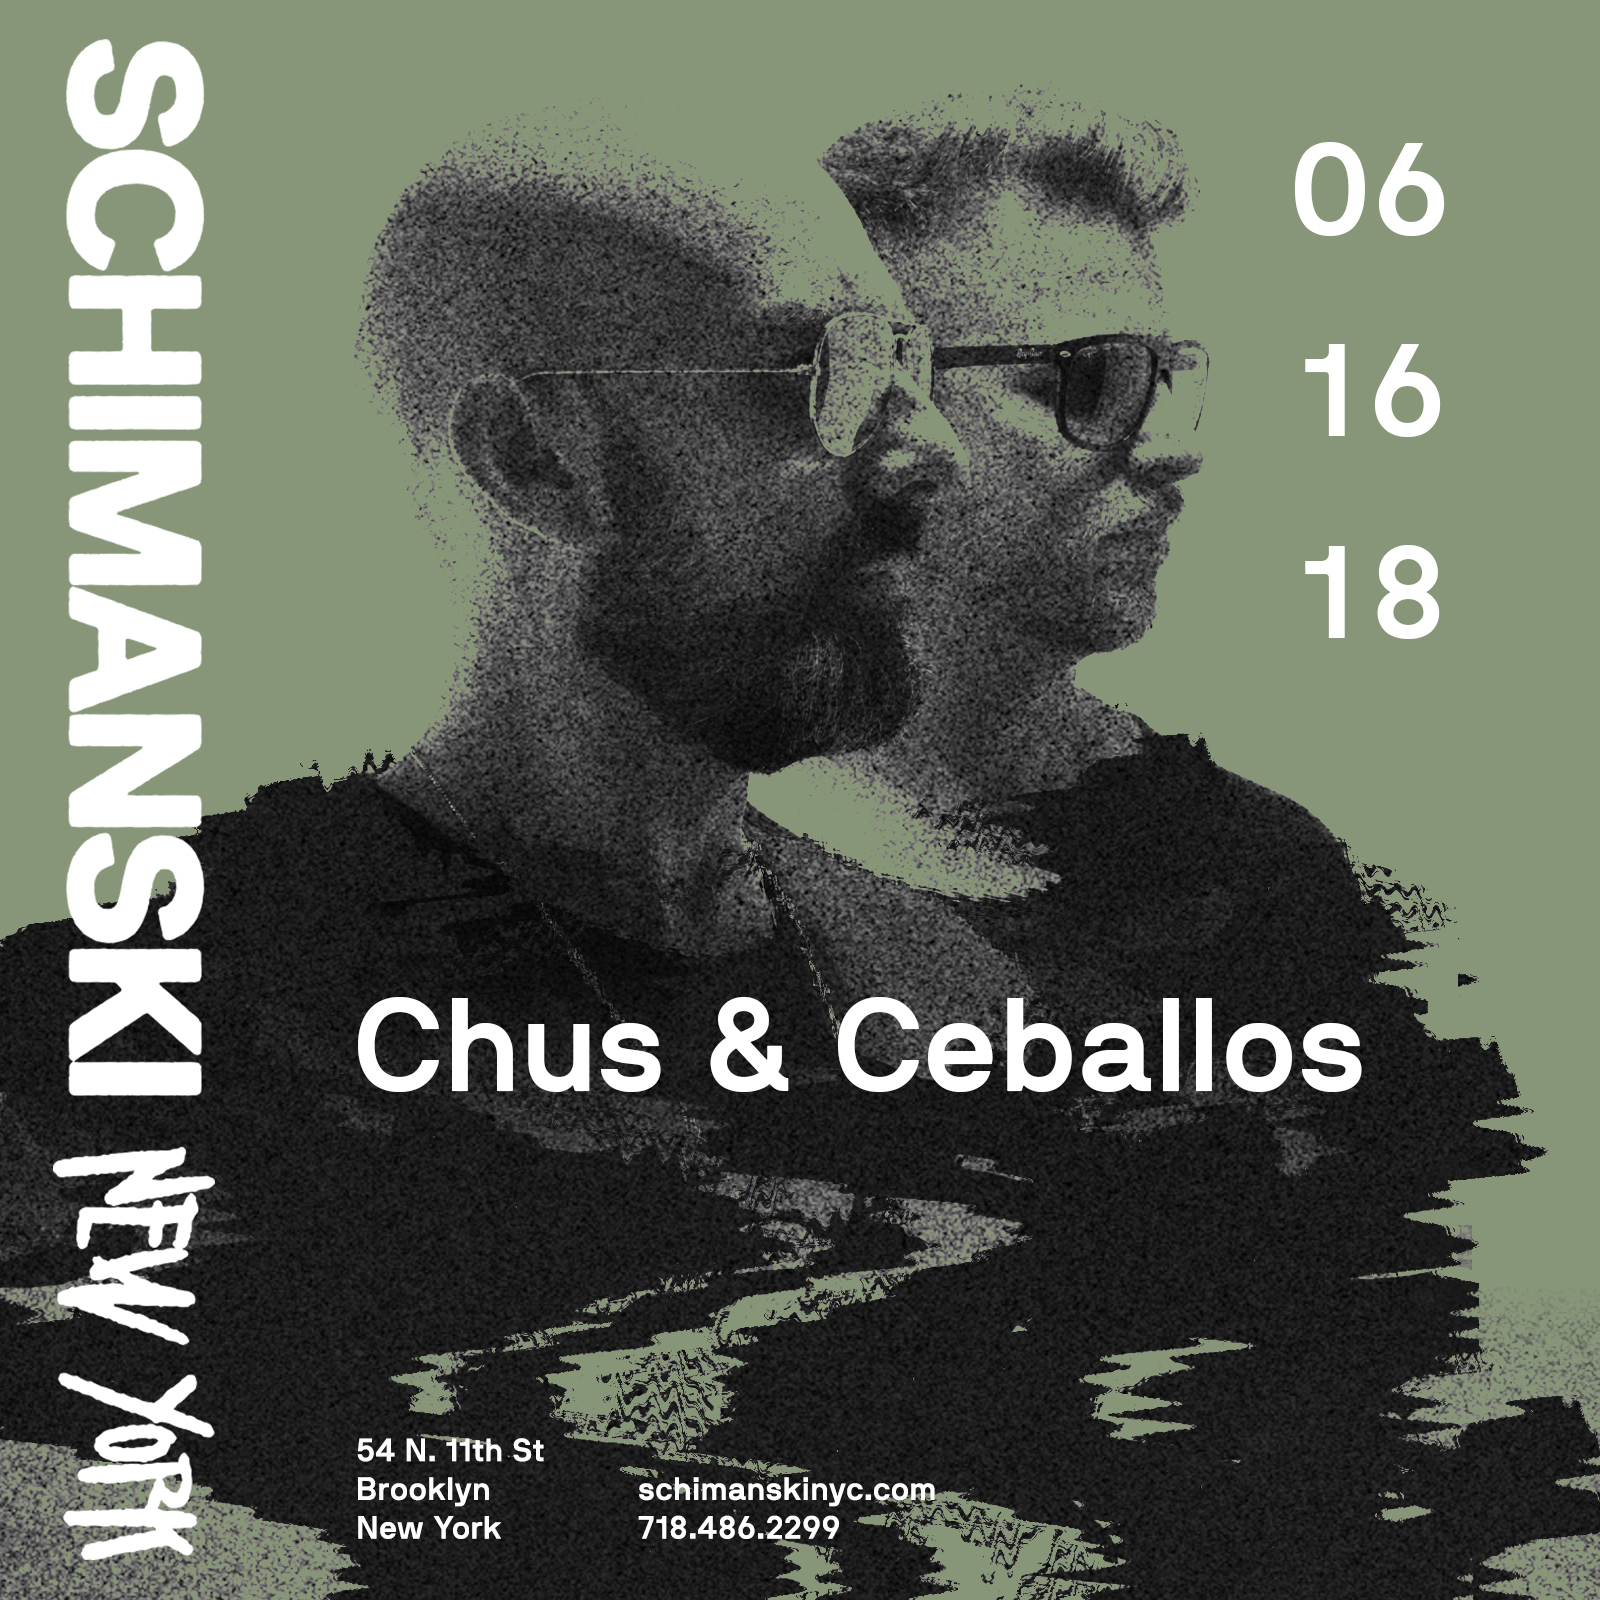 SCHIMANSKI NEW YORK
06
16
18
Chus & Ceballos
54 N. 11th St
Brooklyn
New York
schimanskinyc.com
718.486.2299